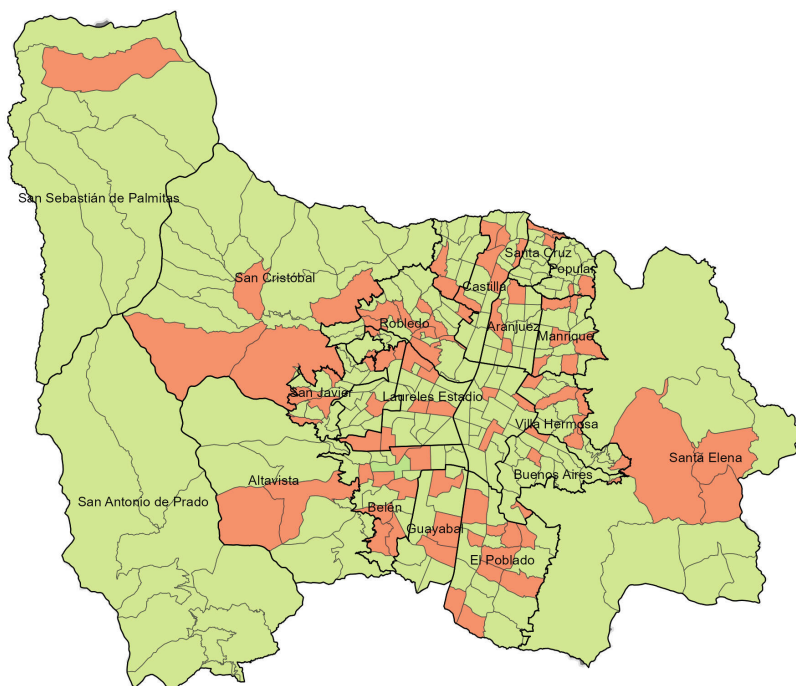 San Sebastián de Palmitas
Santa Cruz
Popular
San Cristóbal
Castilla
Robledo
Aranjuez
Manrique
San Javier
Laureles Estadio
Villa Hermosa
Santa Elena
Buenos Aires
Altavista
San Antonio de Prado
Belén
Guayabal
El Poblado